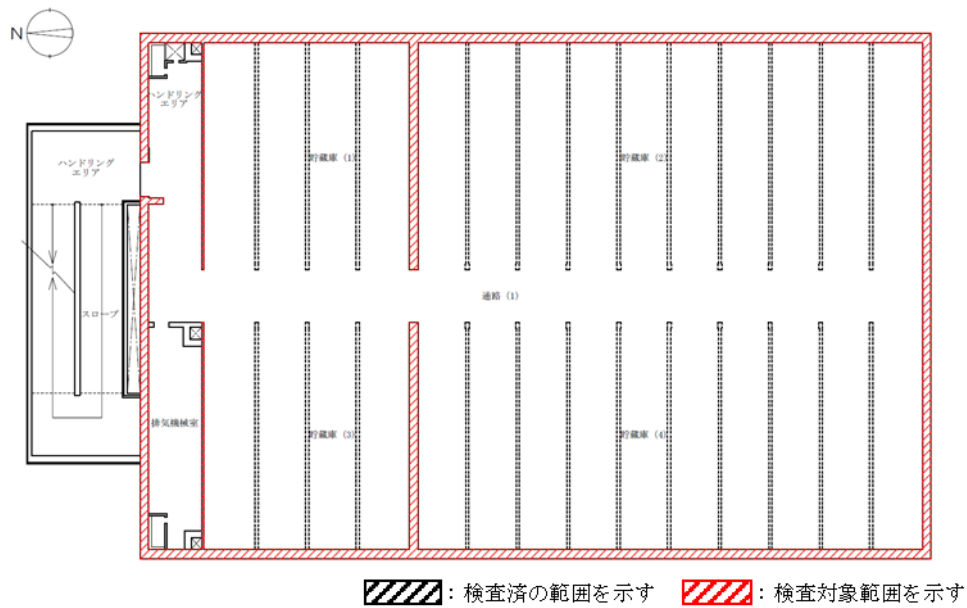 N
ハンドリング
エリア
ハンドリング
エリア
貯蔵庫（1）
貯蔵庫（2）
通路（1）
スロープ
排気機械室
貯蔵庫（3）
貯蔵庫（4）
：検査済の範囲を示す
：検査対象範囲を示す